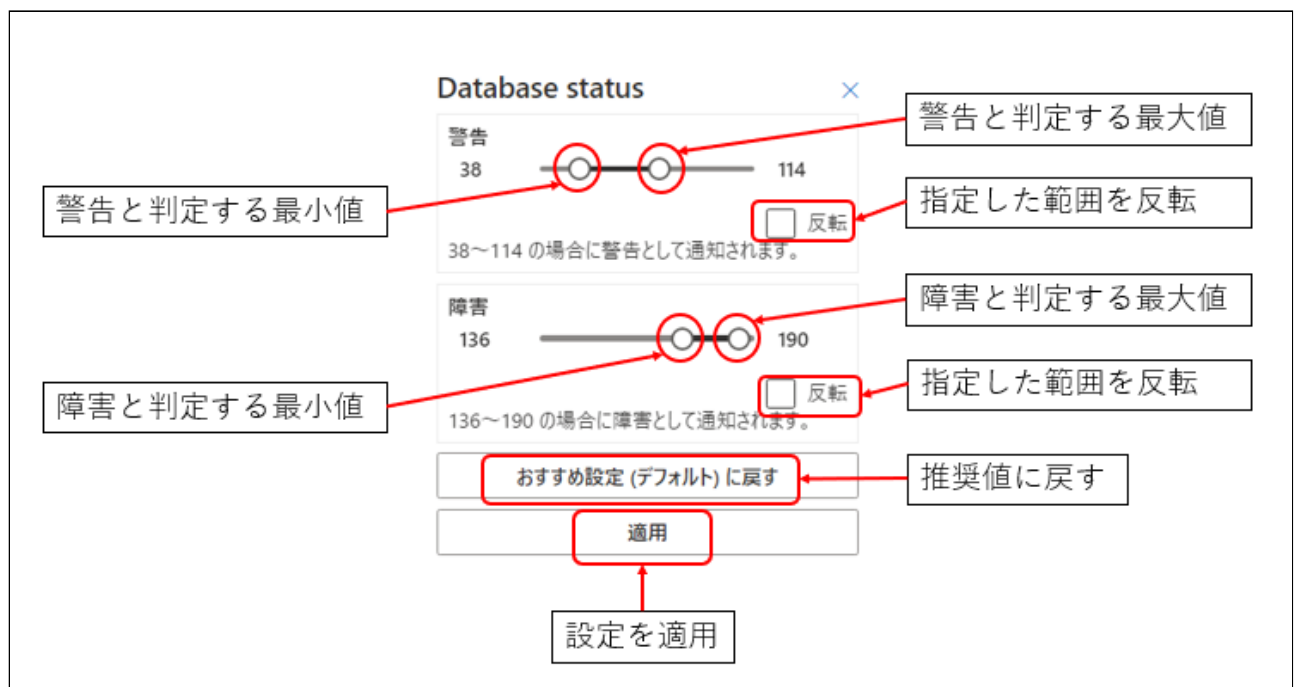 Database status
警告と判定する最大値
警告
38
114
警告と判定する最小値
指定した範囲を反転
反転
38～114 の場合に警告として通知されます。
障害と判定する最大値
障害
136
190
障害と判定する最小値
指定した範囲を反転
反転
136～190 の場合に障害として通知されます。
おすすめ設定 (デフォルト) に戻す
推奨値に戻す
適用
設定を適用